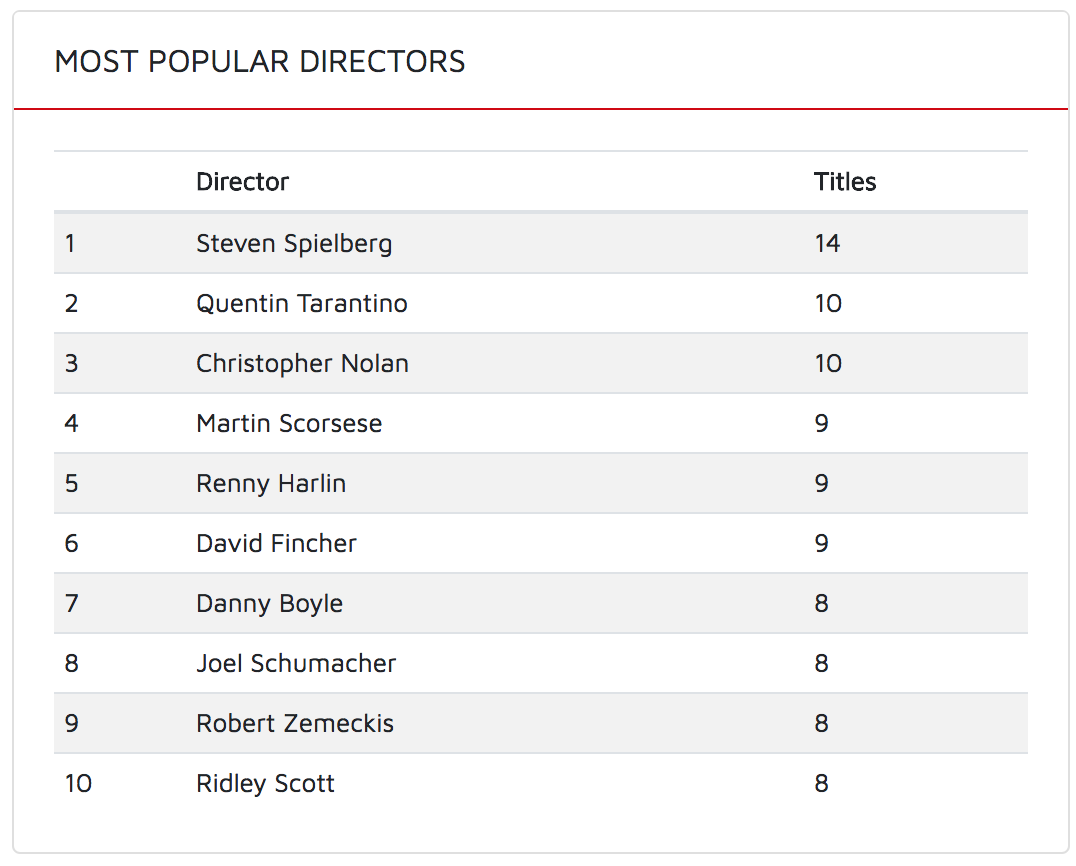 MOST POPULAR DIRECTORS
Director Titles
1 Steven Spielberg 14
2 Quentin Tarantino 10
3 Christopher Nolan 10
4 Martin Scorsese 9
5 Renny Harlin 9
6 David Fincher 9
7 Danny Boyle 8
8 Joel Schumacher 8
9 Robert Zemeckis 8
10 Ridley Scott 8